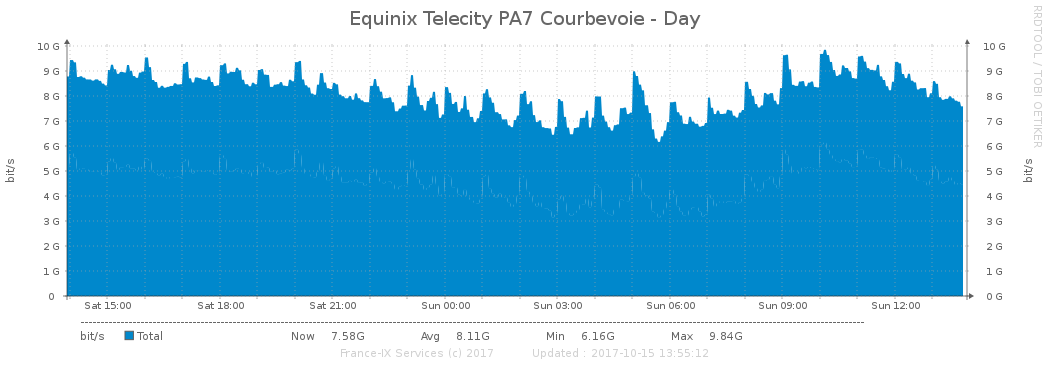 Equinix Telecity PA7 Courbevoie - Day
RRDTOOL / TOBI OETIKER
bit/s
10 G
9 G
8 G
7 G
6 G
5 G
4 G
3 G
2 G
1 G
0
10 G
9 G
8 G
7 G
6 G
5 G
4 G
3 G
2 G
1 G
0 G
bit/s
Sat 15:00 Sat 18:00 Sat 21:00 Sun 00:00 Sun 03:00 Sun 06:00 Sun 09:00 Sun 12:00
bit/s Total Now 7.58G Avg 8.11G Min 6.16G Max 9.84G
France-IX Services (c) 2017 Updated : 2017-10-15 13:55:12